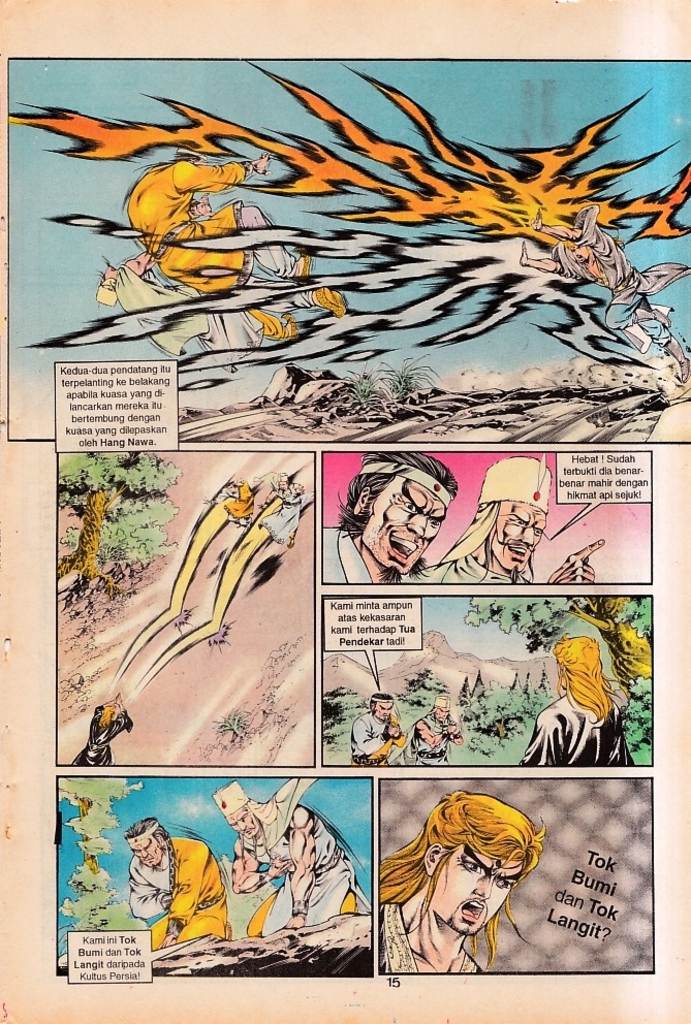 Kedua-dua pendatang itu
terpelanting ke belakang
apabila kuasa yang di-
lancarkan mereka itu
bertembung dengan
kuasa yang dilepaskan
oleh Hang Nawa.
Hebat ! Sudah
terbukti dia benar-
benar mahir dengan
hikmat api sejuk!
Kami minta ampun
atas kekasaran
kami terhadap Tua
Pendekar tadi!
Kami ini Tok
Bumi dan Tok
Langit daripada
Kultus Persia!
Tok
Bumi
dan Tok
Langit?
15